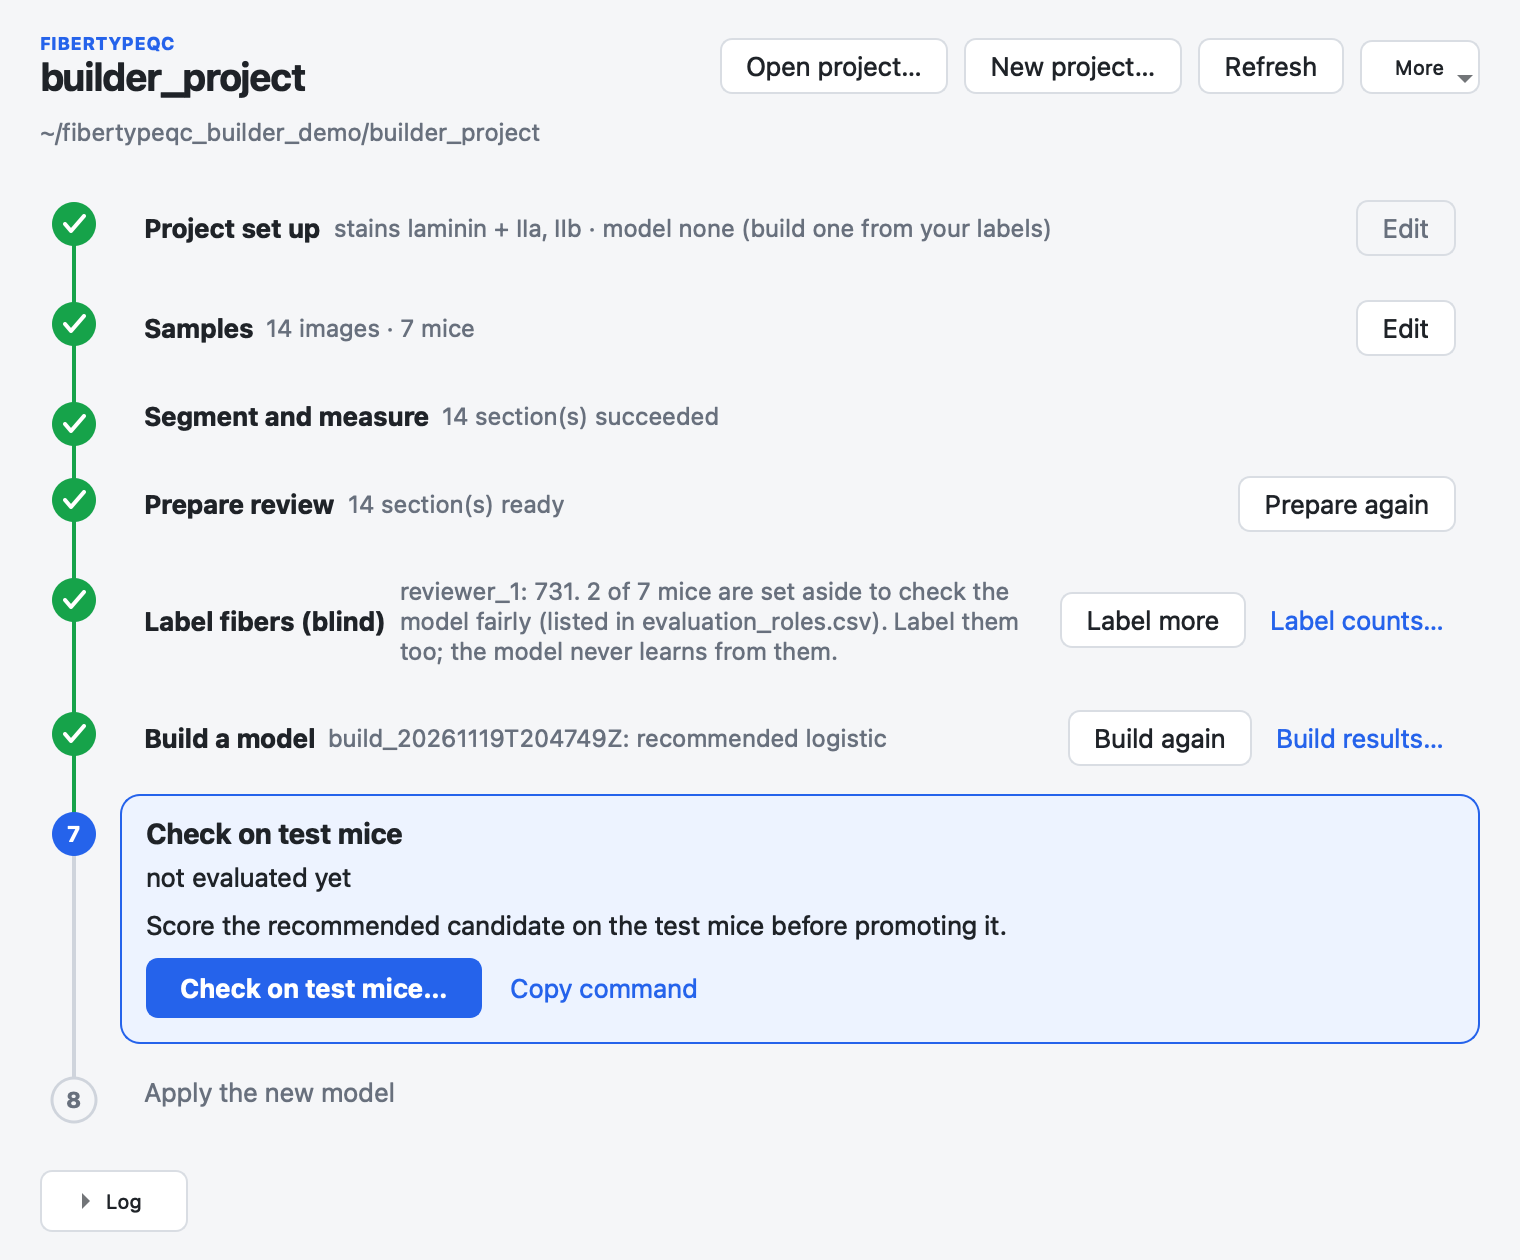 FIBERTYPEQC
builder_project
Open project...
New project...
Refresh
More
~/fibertypeqc_builder_demo/builder_project
Project set up stains laminin + IIa, IIb · model none (build one from your labels)
Edit
Samples 14 images · 7 mice
Edit
Segment and measure 14 section(s) succeeded
Prepare review 14 section(s) ready
Prepare again
Label fibers (blind)
reviewer_1: 731. 2 of 7 mice are set aside to check the
model fairly (listed in evaluation_roles.csv). Label them
too; the model never learns from them.
Label more
Label counts...
Build a model build_20261119T204749Z: recommended logistic
Build again
Build results...
7
Check on test mice
not evaluated yet
Score the recommended candidate on the test mice before promoting it.
Check on test mice...
Copy command
8
Apply the new model
Log